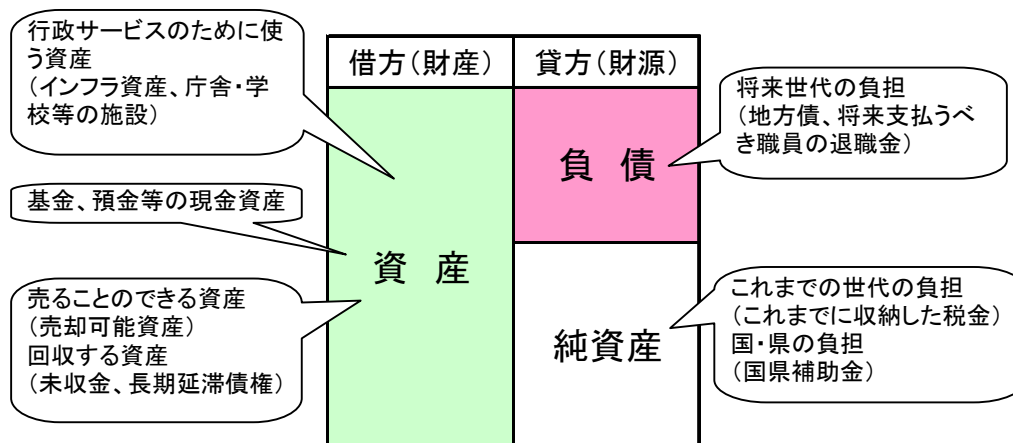 行政サービスのために使
う資産
(インフラ資産、庁舎・学
校等の施設)
基金、預金等の現金資産
売ることのできる資産
(売却可能資産)
回収する資産
(未収金、長期延滞債権)
借方(財産)
貸方(財源)
資 産
負 債
純資産
将来世代の負担
(地方債、将来支払うべ
き職員の退職金)
これまでの世代の負担
(これまでに収納した税金)
国・県の負担
(国県補助金)